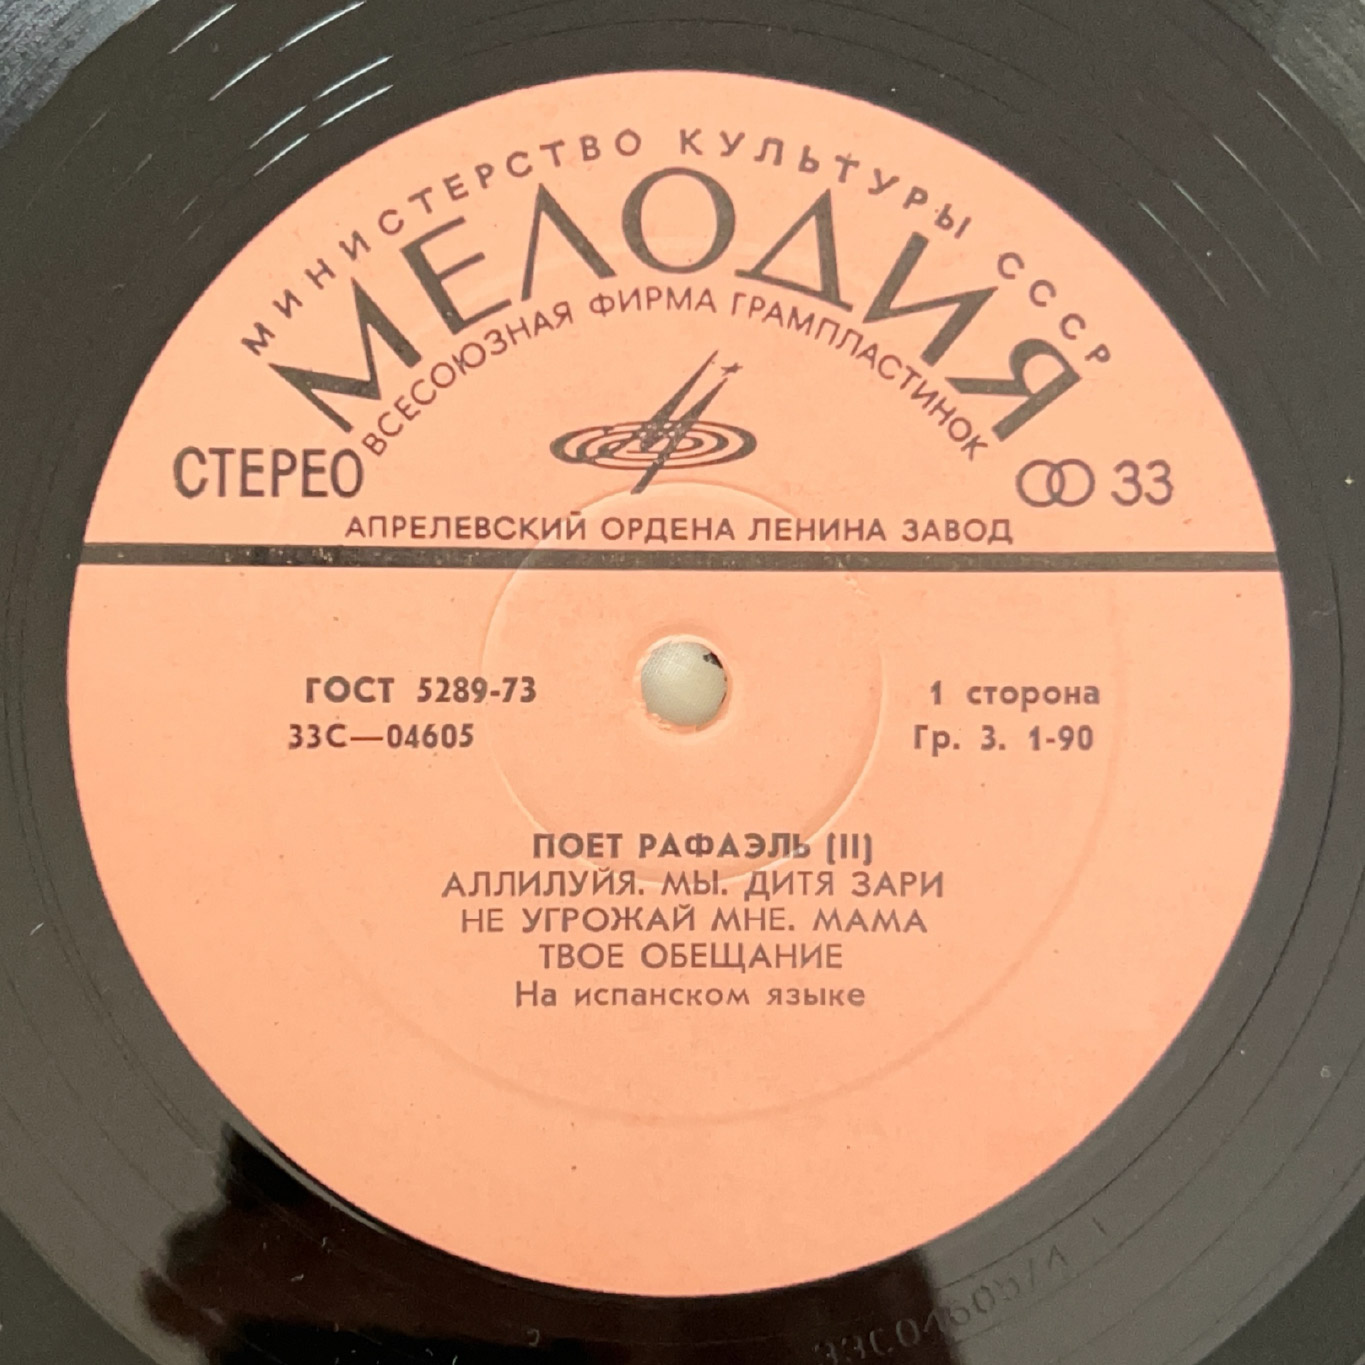 МИНИСТЕРСТВО КУЛЬТУРЫ СССР
МЕЛОДИЯ
ВСЕСОЮЗНАЯ ФИРМА ГРАМПЛАСТИНОК
СТЕРЕО
33
АПРЕЛЕВСКИЙ ОРДЕНА ЛЕНИНА ЗАВОД
ГОСТ 5289-73
33С—04605
1 сторона
Гр. 3. 1-90
ПОЕТ РАФАЭЛЬ (II)
АЛЛИЛУЙЯ. МЫ. ДИТЯ ЗАРИ
НЕ УГРОЖАЙ МНЕ. МАМА
ТВОЕ ОБЕЩАНИЕ
На испанском языке